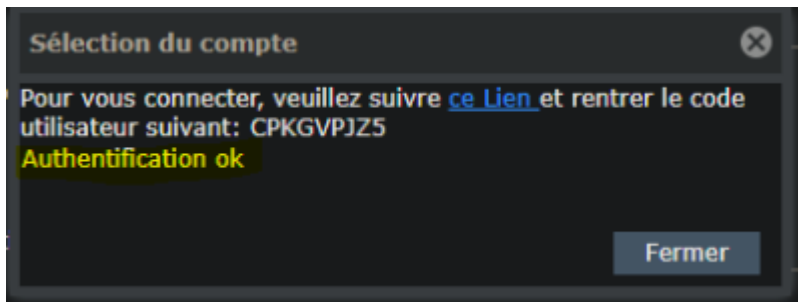 Sélection du compte
Pour vous connecter, veuillez suivre ce Lien et rentrer le code
utilisateur suivant: CPKGVPJZ5
Authentification ok
Fermer